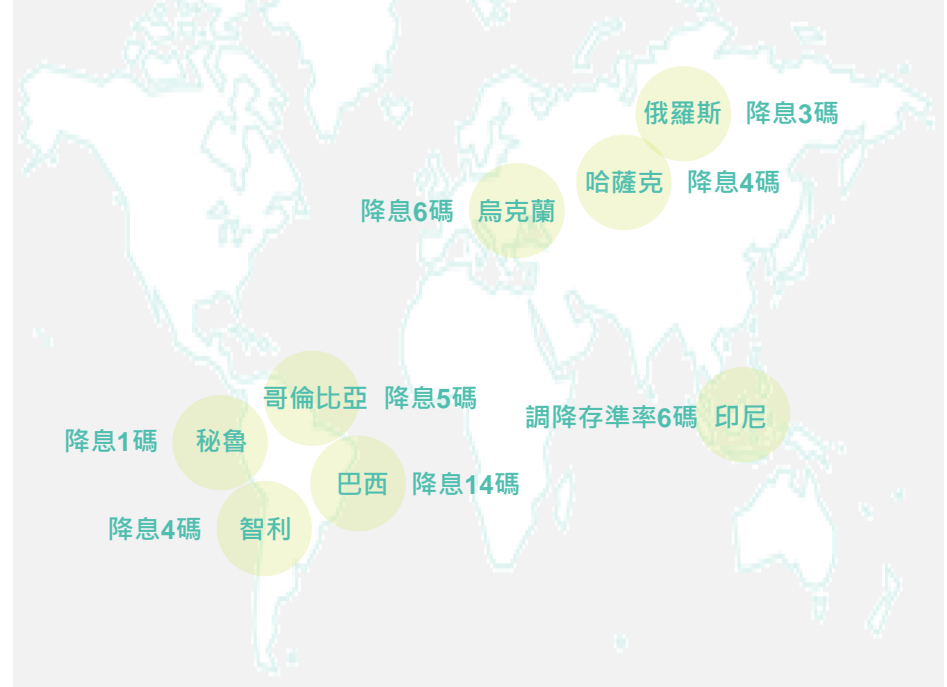 俄羅斯 降息3碼
哈薩克 降息4碼
降息6碼 烏克蘭
哥倫比亞 降息5碼
調降存準率6碼 印尼
降息1碼 秘魯
巴西 降息14碼
降息4碼 智利